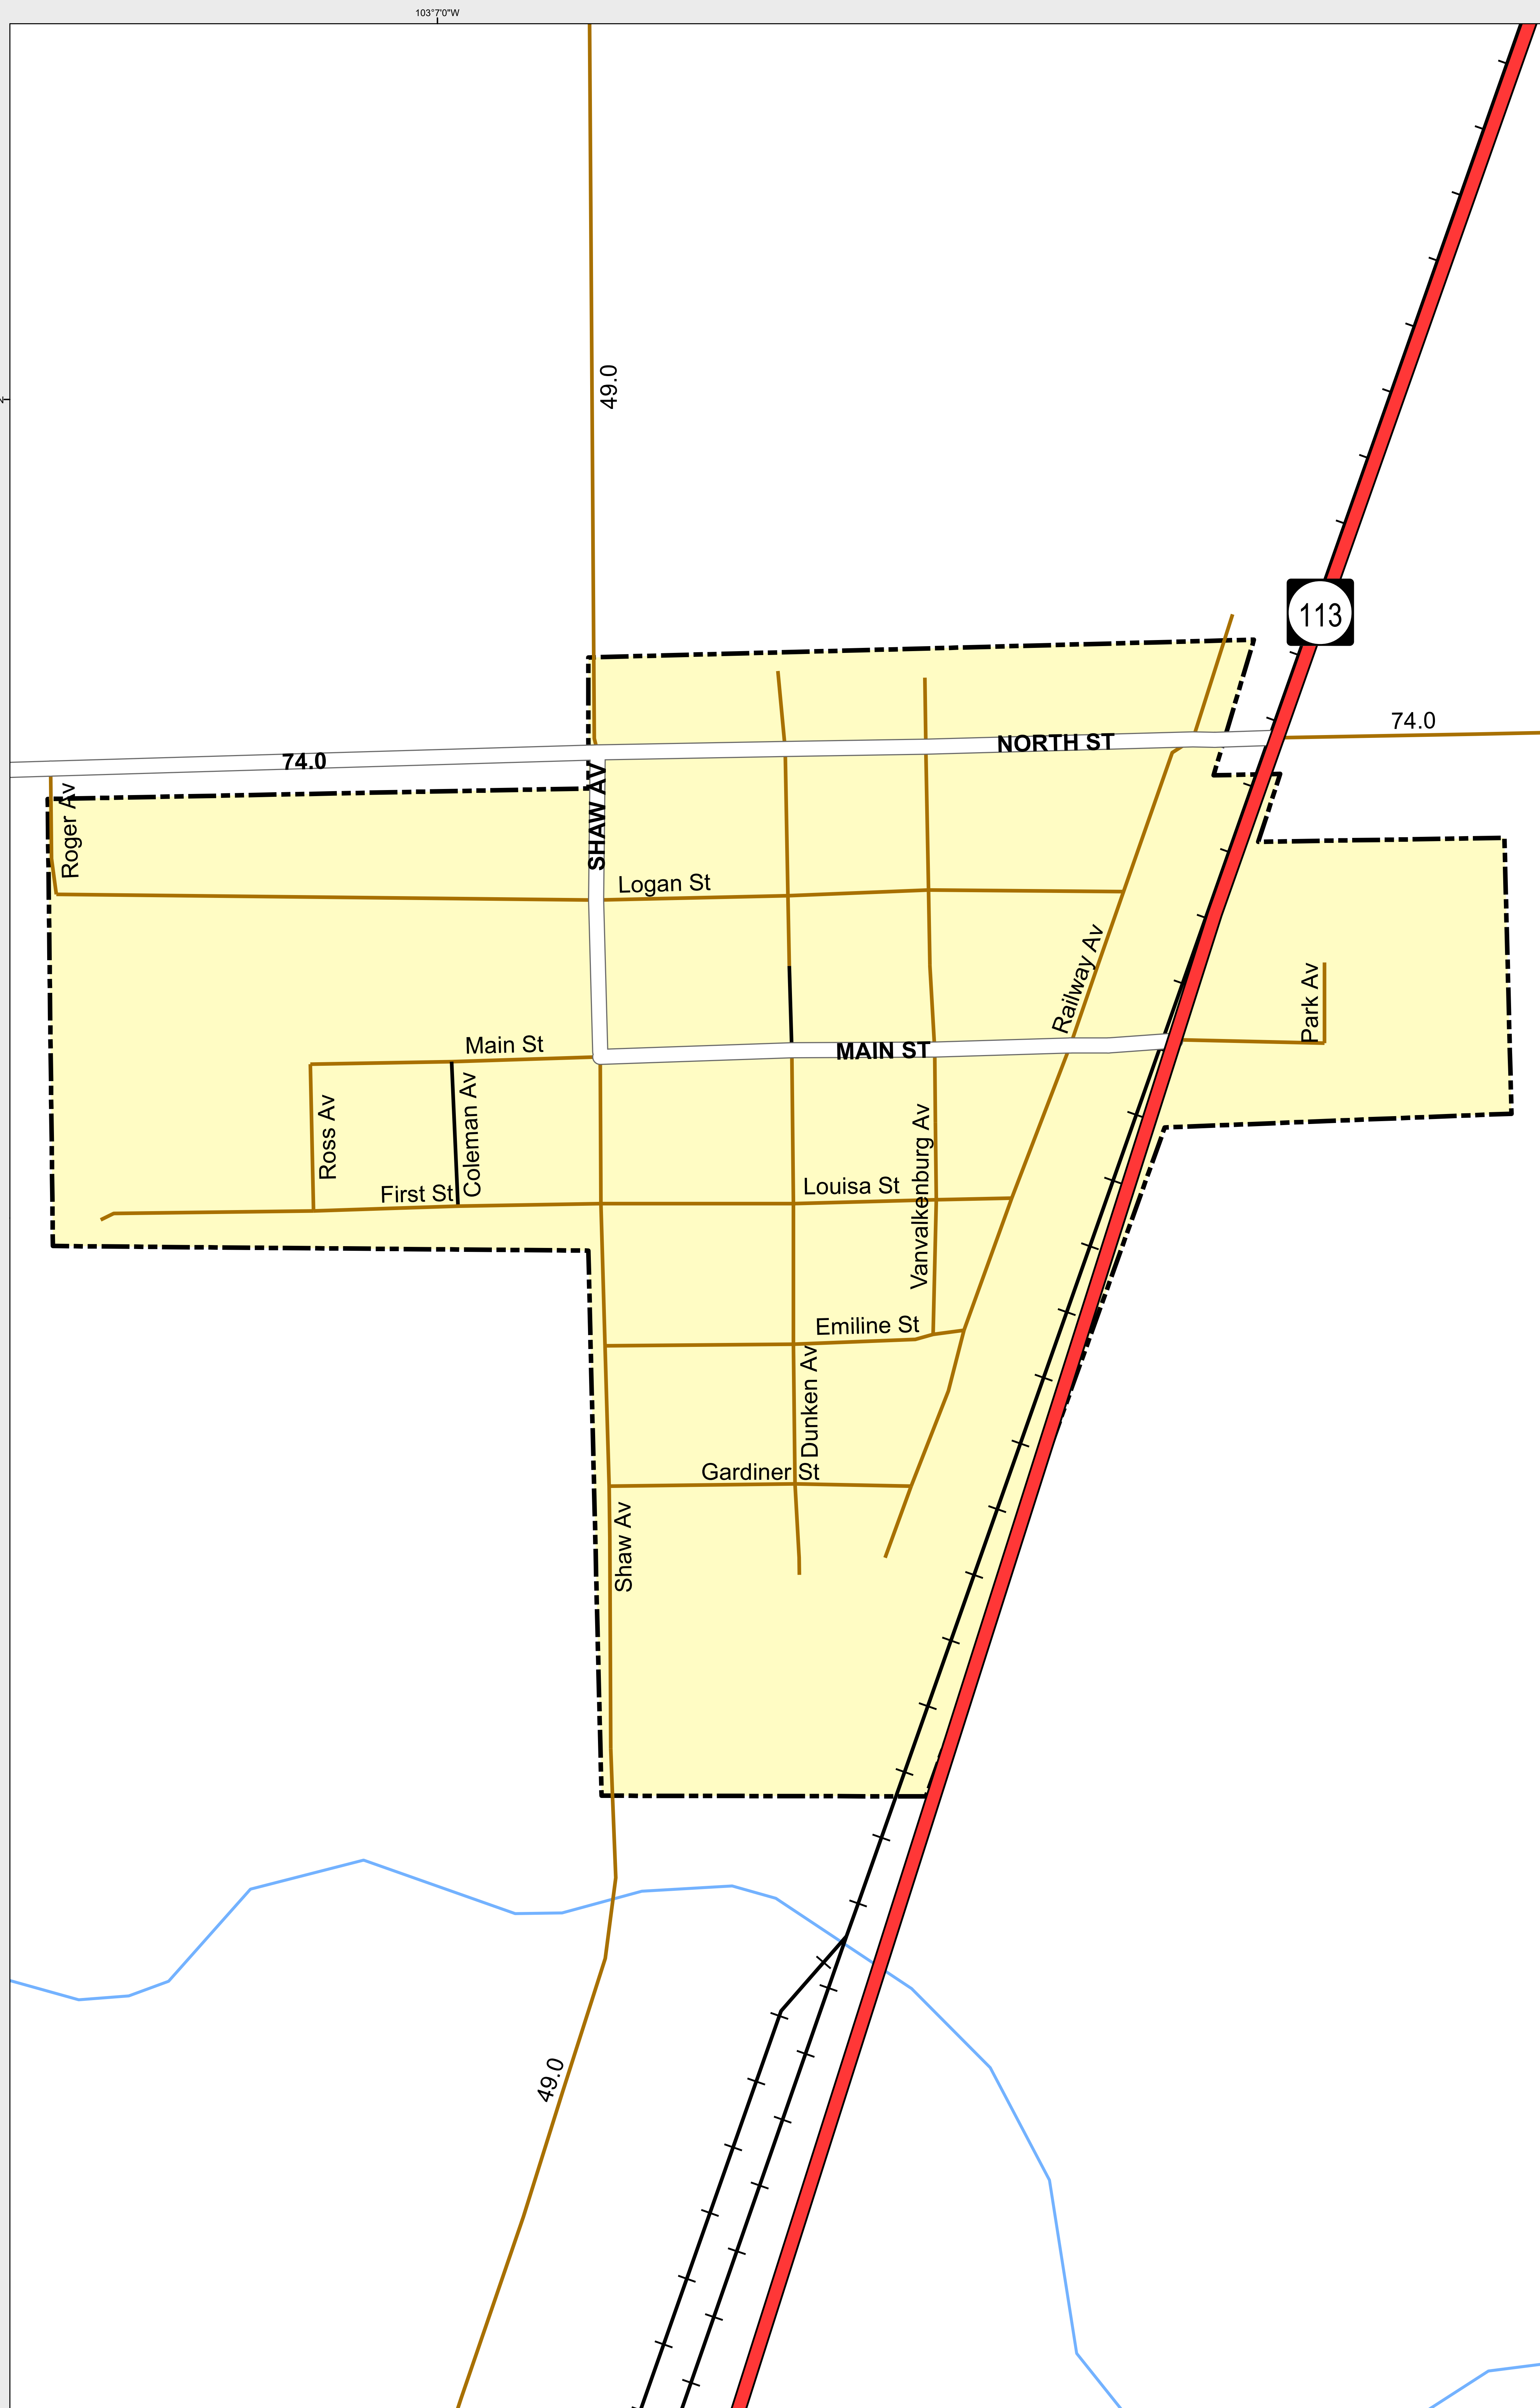 103°7'0"W
49.0
113
74.0
NORTH ST
74.0
Roger Av
SHAW AV
Logan St
Railway Av
Park Av
Main St
MAIN ST
Ross Av
Coleman Av
Vanvalkenburg Av
First St
Louisa St
Emiline St
Dunken Av
Gardiner St
Shaw Av
49.0